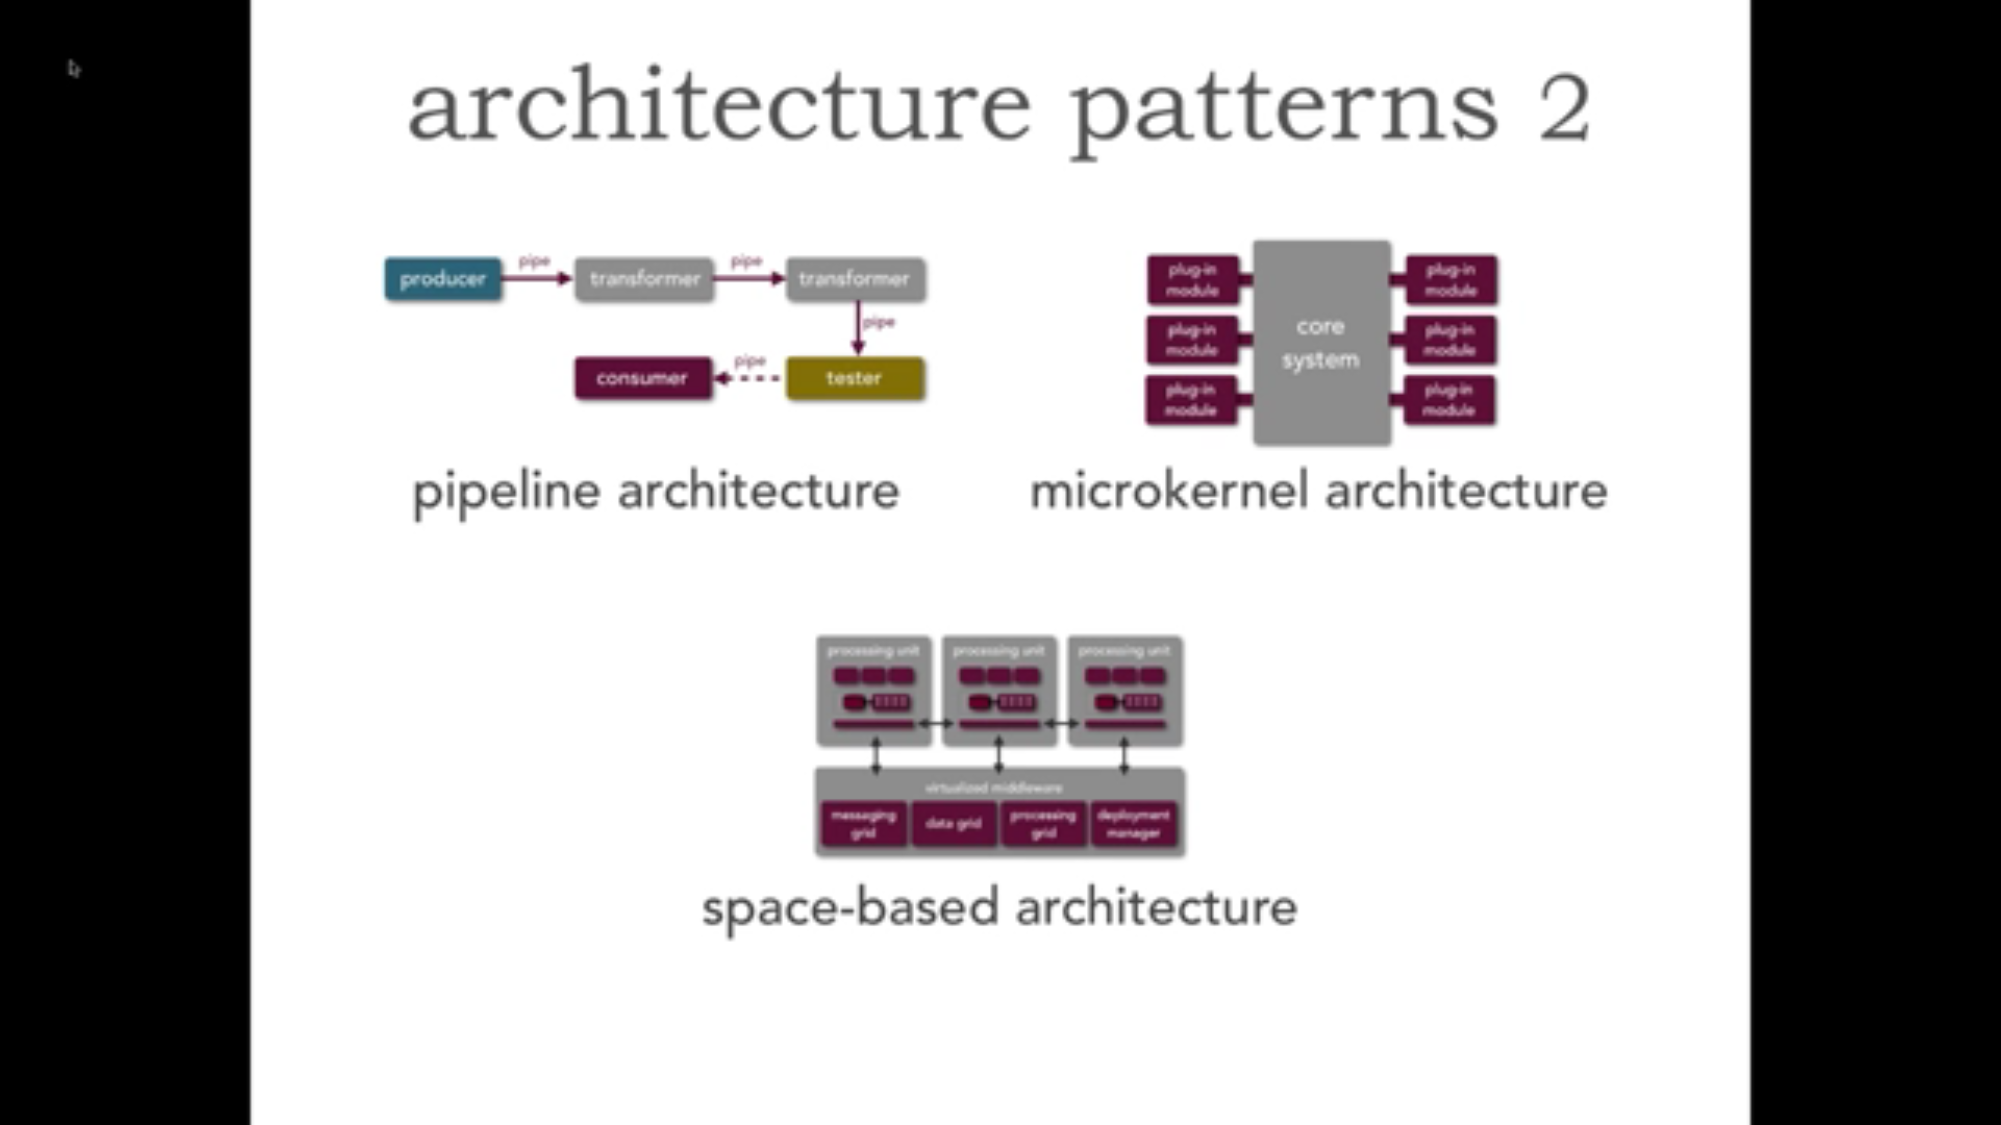 architecture patterns 2
producer
pipe
transformer
pipe
transformer
pipe
consumer
pipe
tester
pipeline architecture
plug-in
module
plug-in
module
plug-in
module
core
system
plug-in
module
plug-in
module
plug-in
module
microkernel architecture
processing unit
processing unit
processing unit
virtualized middleware
messaging
grid
data grid
processing
grid
deployment
manager
space-based architecture